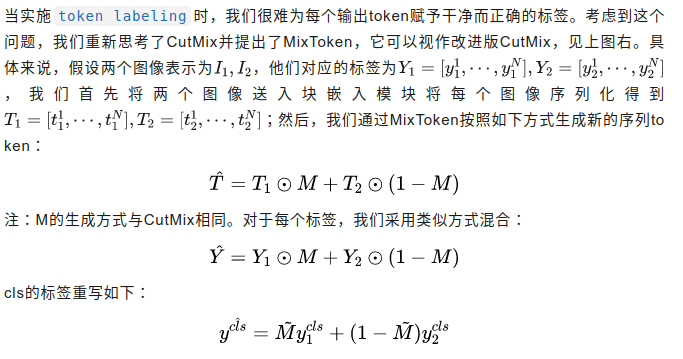 当实施 token labeling 时，我们很难为每个输出token赋予干净而正确的标签。考虑到这个
问题，我们重新思考了CutMix并提出了MixToken，它可以视作改进版CutMix，见上图右。具
体来说，假设两个图像表示为$I_1, I_2$，他们对应的标签为$Y_1 = [y_1^1, \cdots, y_1^N], Y_2 = [y_2^1, \cdots, y_2^N]$
，我们首先将两个图像送入块嵌入模块将每个图像序列化得到
$T_1 = [t_1^1, \cdots, t_1^N], T_2 = [t_2^1, \cdots, t_2^N]$；然后，我们通过MixToken按照如下方式生成新的序列to
ken：
$\hat{T} = T_1 \odot M + T_2 \odot (1 - M)$
注：M的生成方式与CutMix相同。对于每个标签，我们采用类似方式混合：
$\hat{Y} = Y_1 \odot M + Y_2 \odot (1 - M)$
cls的标签重写如下：
$y^{\hat{cls}} = \tilde{M} y_1^{cls} + (1 - \tilde{M}) y_2^{cls}$